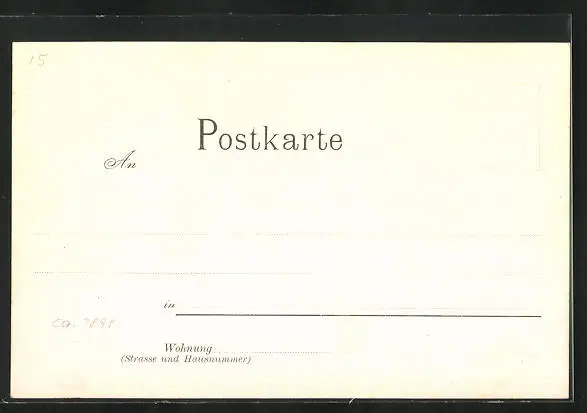 15
Postkarte
An
in
ca. 1898
Wohnung
(Strasse und Hausnummer)